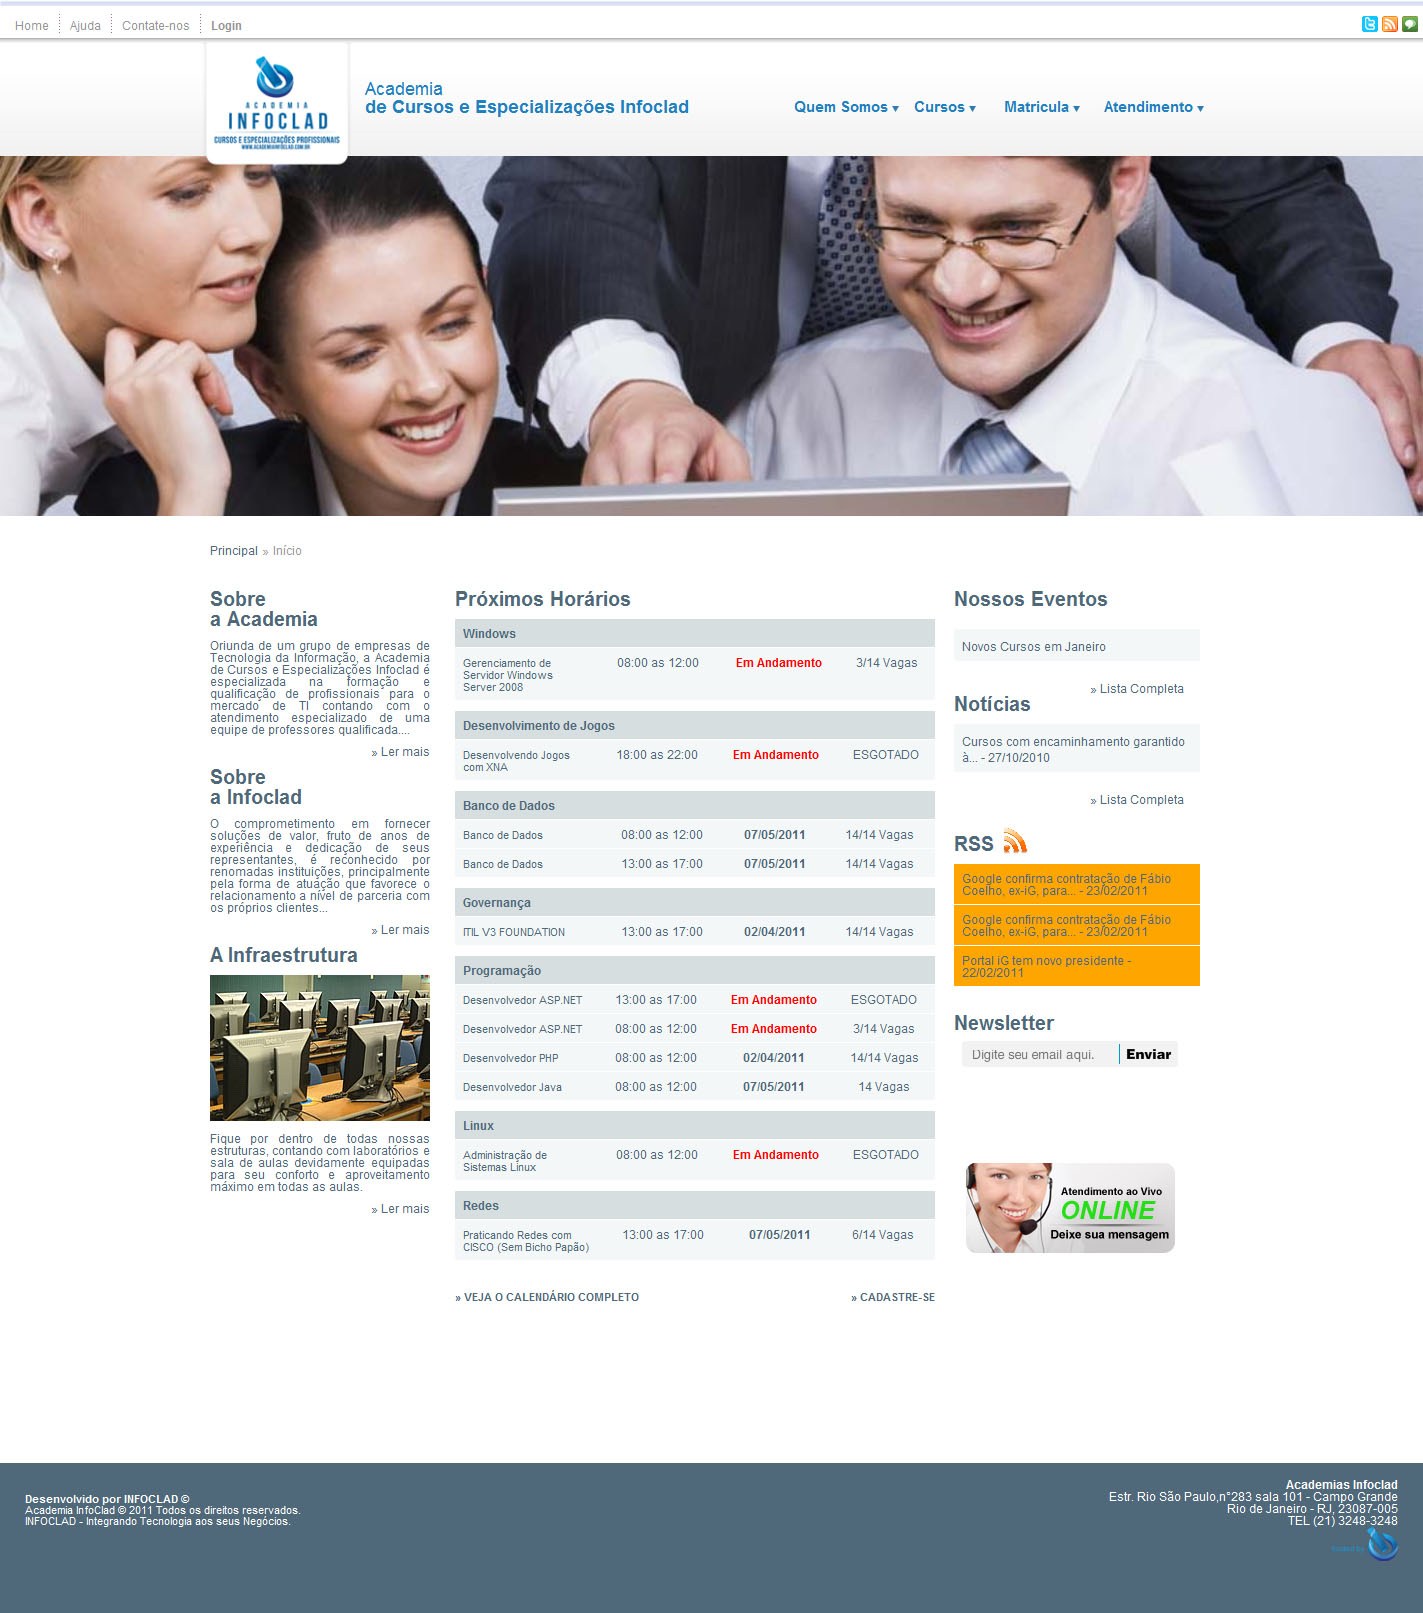 Home Ajuda Contate-nos Login
ACADEMIA
INFOCLAD
CURSOS E ESPECIALIZAÇÕES PROFISSIONAIS
WWW.ACADEMIAINFOCLAD.COM.BR
Academia
de Cursos e Especializações Infoclad
Quem Somos Cursos Matricula Atendimento
Principal » Início
Sobre
a Academia
Oriunda de um grupo de empresas de
Tecnologia da Informação, a Academia
de Cursos e Especializações Infoclad é
especializada na formação e
qualificação de profissionais para o
mercado de TI contando com o
atendimento especializado de uma
equipe de professores qualificada....
» Ler mais
Sobre
a Infoclad
O comprometimento em fornecer
soluções de valor, fruto de anos de
experiência e dedicação de seus
representantes, é reconhecido por
renomadas instituições, principalmente
pela forma de atuação que favorece o
relacionamento a nível de parceria com
os próprios clientes...
» Ler mais
A Infraestrutura
Fique por dentro de todas nossas
estruturas, contando com laboratórios e
sala de aulas devidamente equipadas
para seu conforto e aproveitamento
máximo em todas as aulas.
» Ler mais
Próximos Horários
Windows
Gerenciamento de 08:00 as 12:00 Em Andamento 3/14 Vagas
Servidor Windows
Server 2008
Desenvolvimento de Jogos
Desenvolvendo Jogos 18:00 as 22:00 Em Andamento ESGOTADO
com XNA
Banco de Dados
Banco de Dados 08:00 as 12:00 07/05/2011 14/14 Vagas
Banco de Dados 13:00 as 17:00 07/05/2011 14/14 Vagas
Governança
ITIL V3 FOUNDATION 13:00 as 17:00 02/04/2011 14/14 Vagas
Programação
Desenvolvedor ASP.NET 13:00 as 17:00 Em Andamento ESGOTADO
Desenvolvedor ASP.NET 08:00 as 12:00 Em Andamento 3/14 Vagas
Desenvolvedor PHP 08:00 as 12:00 02/04/2011 14/14 Vagas
Desenvolvedor Java 08:00 as 12:00 07/05/2011 14 Vagas
Linux
Administração de 08:00 as 12:00 Em Andamento ESGOTADO
Sistemas Linux
Redes
Praticando Redes com 13:00 as 17:00 07/05/2011 6/14 Vagas
CISCO (Sem Bicho Papão)
» VEJA O CALENDÁRIO COMPLETO » CADASTRE-SE
Nossos Eventos
Novos Cursos em Janeiro
» Lista Completa
Notícias
Cursos com encaminhamento garantido
à... - 27/10/2010
» Lista Completa
RSS
Google confirma contratação de Fábio
Coelho, ex-iG, para... - 23/02/2011
Google confirma contratação de Fábio
Coelho, ex-iG, para... - 23/02/2011
Portal iG tem novo presidente -
22/02/2011
Newsletter
Digite seu email aqui. Enviar
Atendimento ao Vivo
ONLINE
Deixe sua mensagem
Desenvolvido por INFOCLAD ©
Academia InfoClad © 2011 Todos os direitos reservados.
INFOCLAD - Integrando Tecnologia aos seus Negócios.
Academias Infoclad
Estr. Rio São Paulo,n°283 sala 101 - Campo Grande
Rio de Janeiro - RJ, 23087-005
TEL (21) 3248-3248